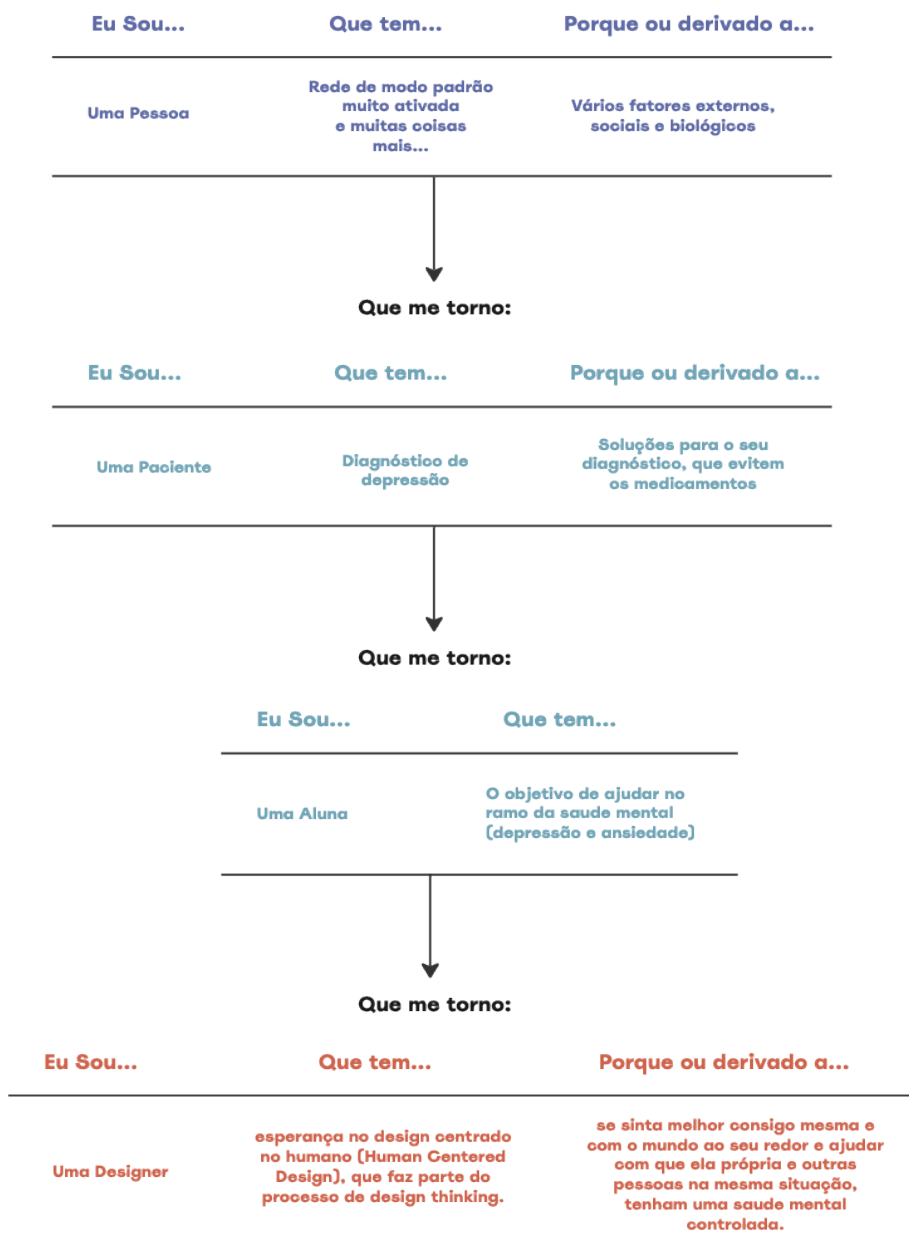 Eu Sou...
Que tem...
Porque ou derivado a...
Uma Pessoa
Rede de modo padrão
muito ativada
e muitas coisas
mais...
Vários fatores externos,
sociais e biológicos
Que me torno:
Eu Sou...
Que tem...
Porque ou derivado a...
Uma Paciente
Diagnóstico de
depressão
Soluções para o seu
diagnóstico, que evitem
os medicamentos
Que me torno:
Eu Sou...
Que tem...
Uma Aluna
O objetivo de ajudar no
ramo da saude mental
(depressão e ansiedade)
Que me torno:
Eu Sou...
Que tem...
Porque ou derivado a...
Uma Designer
esperança no design centrado
no humano (Human Centered
Design), que faz parte do
processo de design thinking.
se sinta melhor consigo mesma e
com o mundo ao seu redor e ajudar
com que ela própria e outras
pessoas na mesma situação,
tenham uma saude mental
controlada.